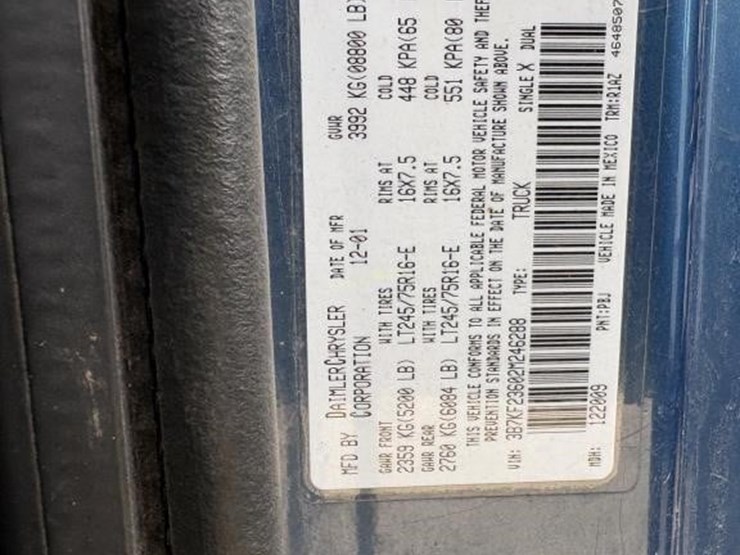 MFD BY DAIMLERCHRYSLER CORPORATION DATE OF MFR 12-01 GVWR 3992 KG(08800 LB)
GAWR FRONT WITH TIRES RIMS AT COLD
2359 KG(5200 LB) LT245/75R16-E 16X7.5 448 KPA(65
GAWR REAR WITH TIRES RIMS AT COLD
2760 KG(6084 LB) LT245/75R16-E 16X7.5 551 KPA(80
THIS VEHICLE CONFORMS TO ALL APPLICABLE FEDERAL MOTOR VEHICLE SAFETY AND THEF
PREVENTION STANDARDS IN EFFECT ON THE DATE OF MANUFACTURE SHOWN ABOVE.
VIN: 3B7KF23602M246288 TYPE: TRUCK SINGLE X DUAL
MDH: 122009 PNT:PBJ VEHICLE MADE IN MEXICO TRM:R1AZ 4648507